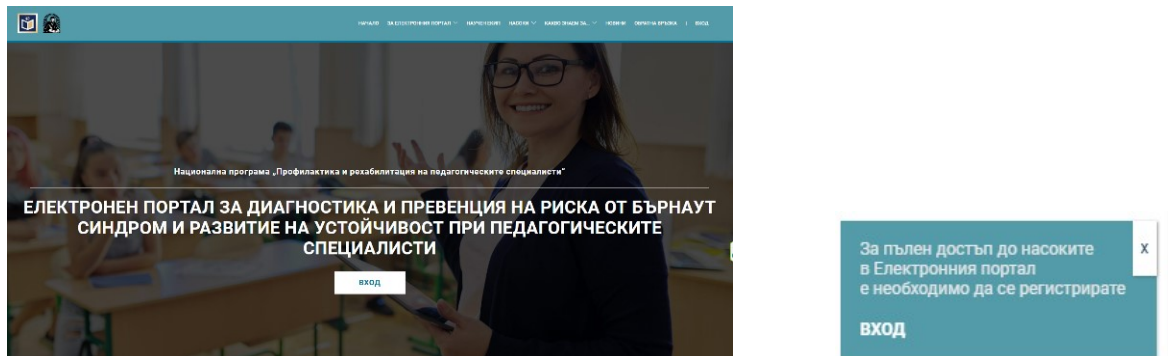 НАЧАЛО ЗА ЕЛЕКТРОННИЯ ПОРТАЛ НАРЪЧНИЦИ НАСОКИ КАКВО ЗНАЕМ ЗА... НОВИНИ ОБРАТНА ВРЪЗКА | ВХОД
Национална програма „Профилактика и рехабилитация на педагогическите специалисти“
ЕЛЕКТРОНЕН ПОРТАЛ ЗА ДИАГНОСТИКА И ПРЕВЕНЦИЯ НА РИСКА ОТ БЪРНАУТ
СИНДРОМ И РАЗВИТИЕ НА УСТОЙЧИВОСТ ПРИ ПЕДАГОГИЧЕСКИТЕ
СПЕЦИАЛИСТИ
ВХОД
За пълен достъп до насоките
в Електронния портал
е необходимо да се регистрирате
X
ВХОД